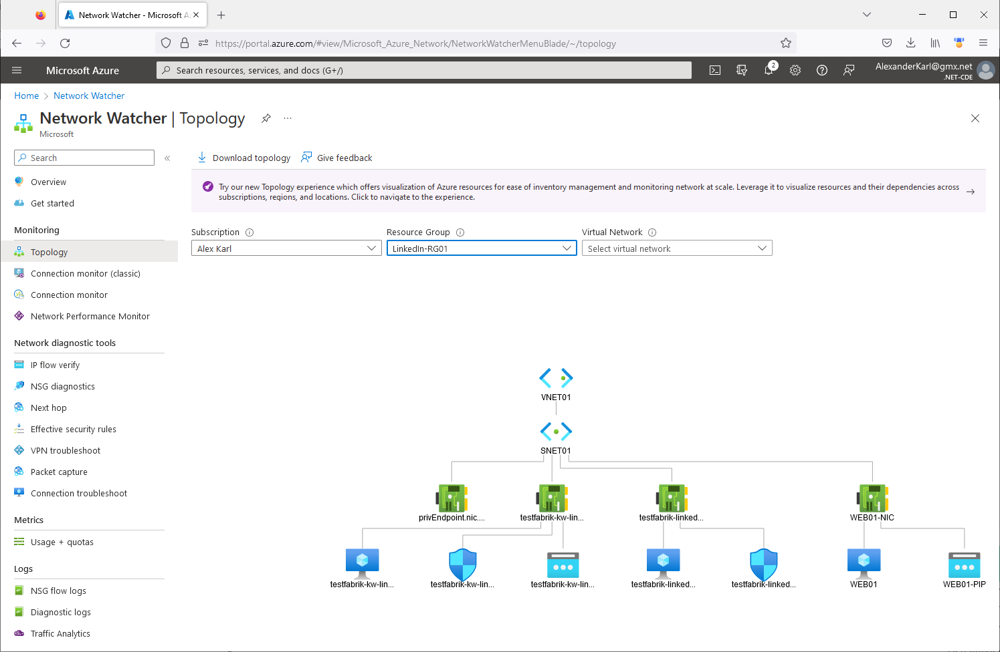 Network Watcher - Microsoft A
https://portal.azure.com/#view/Microsoft_Azure_Network/NetworkWatcherMenuBlade/~/topology
Microsoft Azure
Search resources, services, and docs (G+/)
2
AlexanderKarl@gmx.net
.NET-CDE
Home > Network Watcher
Network Watcher | Topology
...
Microsoft
Search
«
Download topology
Give feedback
Overview
Get started
Try our new Topology experience which offers visualization of Azure resources for ease of inventory management and monitoring network at scale. Leverage it to visualize resources and their dependencies across
subscriptions, regions, and locations. Click to navigate to the experience.
Monitoring
Topology
Connection monitor (classic)
Connection monitor
Network Performance Monitor
Network diagnostic tools
IP flow verify
NSG diagnostics
Next hop
Effective security rules
VPN troubleshoot
Packet capture
Connection troubleshoot
Metrics
Usage + quotas
Logs
NSG flow logs
Diagnostic logs
Traffic Analytics
Subscription
Resource Group
Virtual Network
Alex Karl
LinkedIn-RG01
Select virtual network
VNET01
SNET01
privEndpoint.nic....
testfabrik-kw-lin...
testfabrik-linked...
WEB01-NIC
testfabrik-kw-lin...
testfabrik-kw-lin...
testfabrik-kw-lin...
testfabrik-linked...
testfabrik-linked...
WEB01
WEB01-PIP